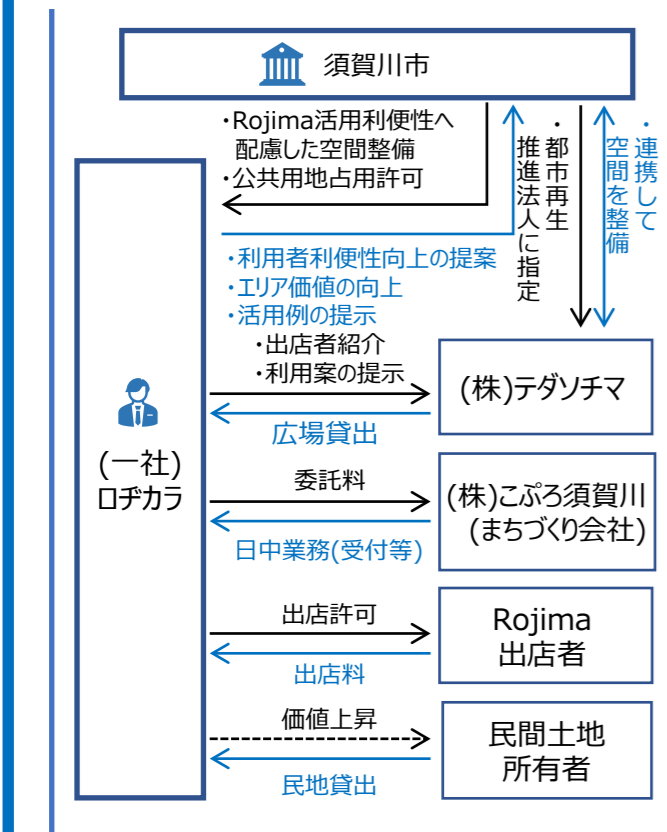 須賀川市
・Rojima活用利便性へ
配慮した空間整備
・公共用地占用許可
・都市再生
推進法人に指定
・連携して
空間を整備
・利用者利便性向上の提案
・エリア価値の向上
・活用例の提示
・出店者紹介
・利用案の提示
(株)テダソチマ
広場貸出
(一社)
ロヂカラ
委託料
(株)こぷろ須賀川
(まちづくり会社)
日中業務(受付等)
出店許可
Rojima
出店者
出店料
価値上昇
民間土地
所有者
民地貸出